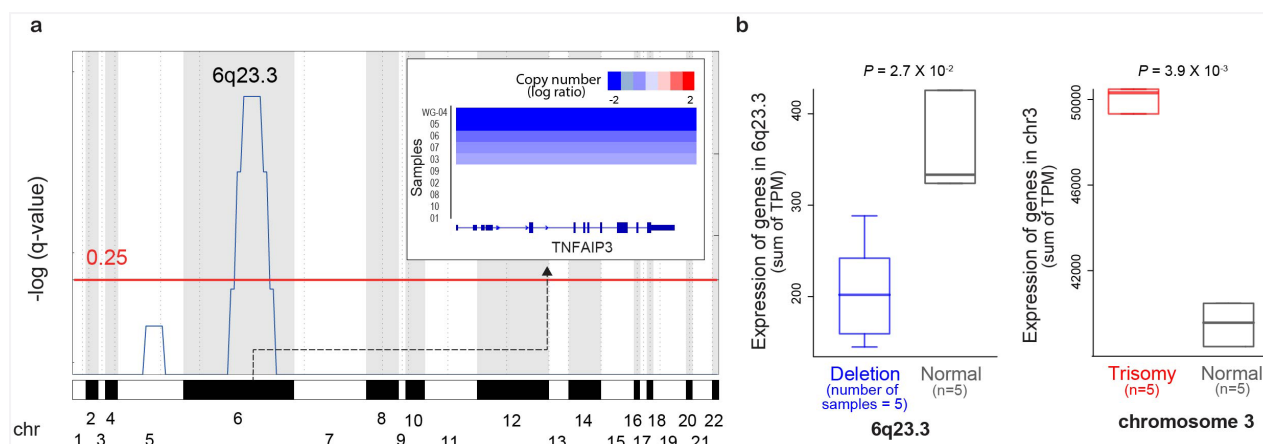 a
6q23.3
0.25
-log (q-value)
Copy number
(log ratio)
-2 2
Samples
WG-04
05
06
07
03
09
02
08
10
01
TNFAIP3
chr
1 2 3 4 5 6 7 8 9 10 11 12 13 14 15 16 17 18 19 20 21 22
b
P = 2.7 X 10-2
Expression of genes in 6q23.3
(sum of TPM)
400
300
200
Deletion
(number of
samples = 5)
Normal
(n=5)
6q23.3
P = 3.9 X 10-3
Expression of genes in chr3
(sum of TPM)
50000
46000
42000
Trisomy
(n=5)
Normal
(n=5)
chromosome 3